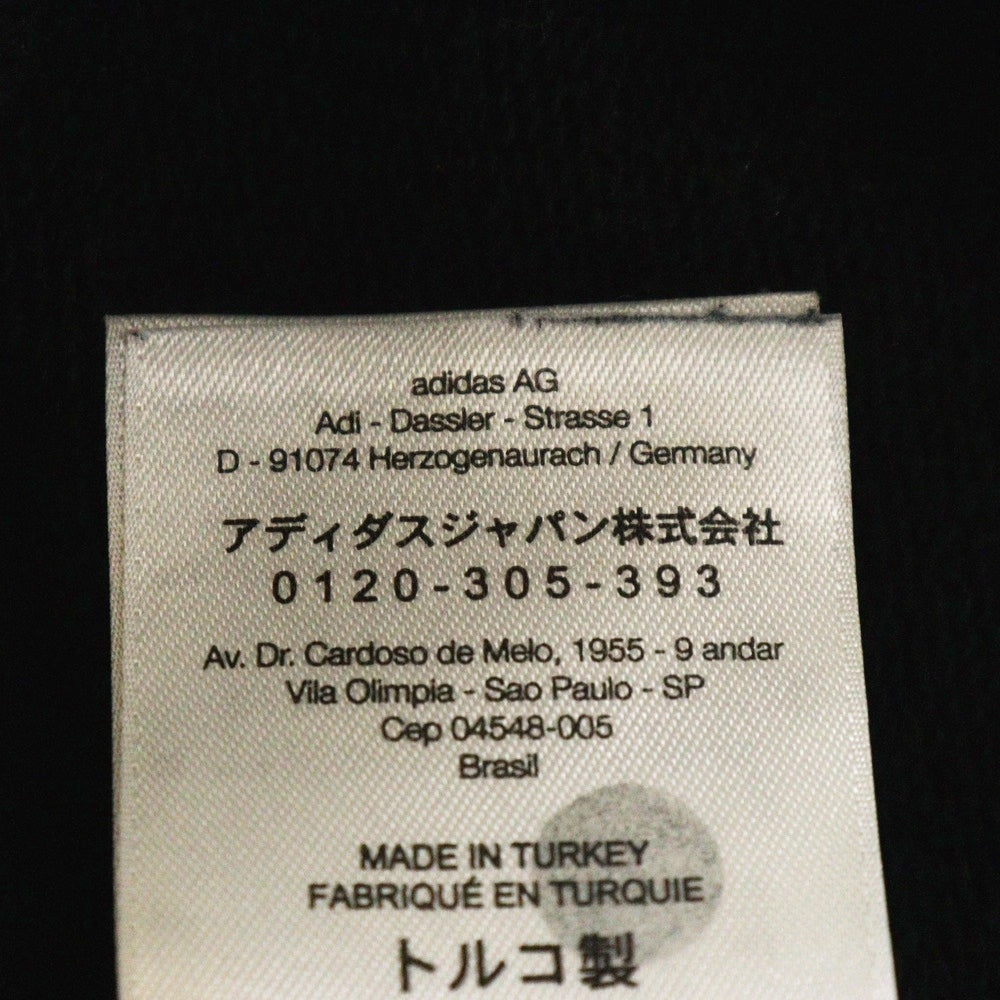 adidas AG
Adi - Dassler - Strasse 1
D - 91074 Herzogenaurach / Germany
アディダスジャパン株式会社
0120-305-393
Av. Dr. Cardoso de Melo, 1955 - 9 andar
Vila Olimpia - Sao Paulo - SP
Cep 04548-005
Brasil
MADE IN TURKEY
FABRIQUÉ EN TURQUIE
トルコ製